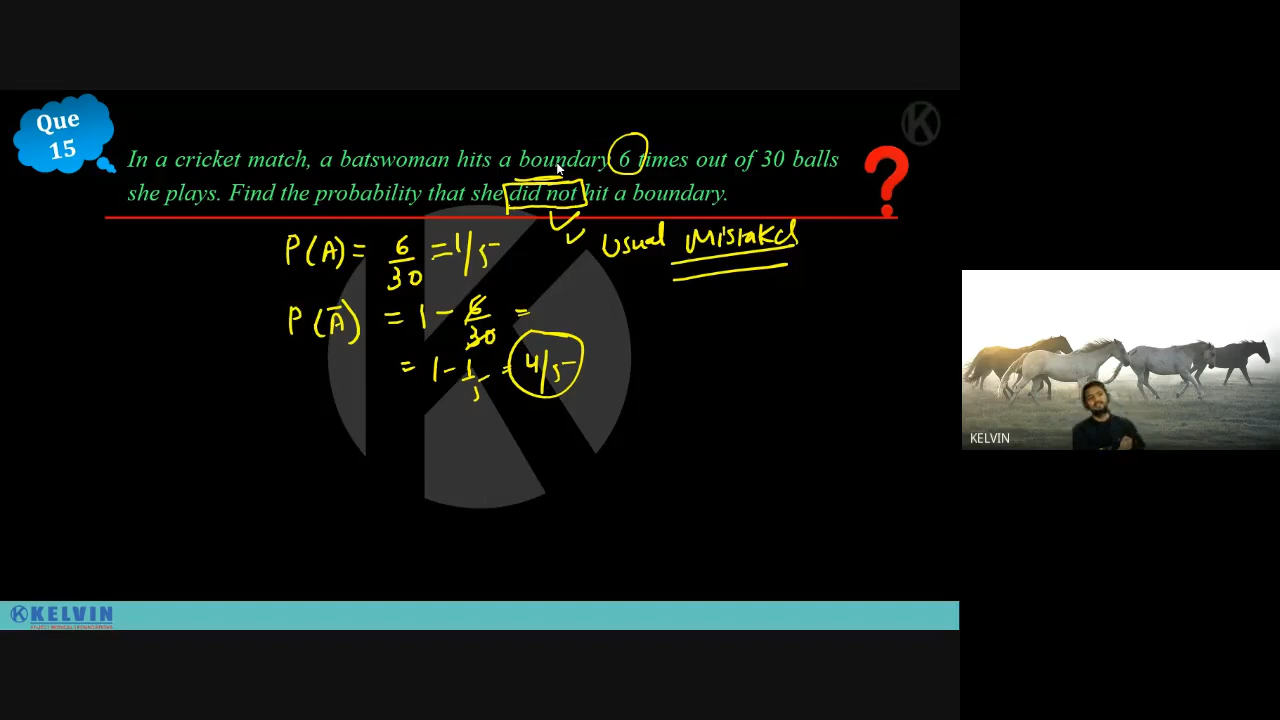 Que
15
In a cricket match, a batswoman hits a boundary 6 times out of 30 balls
she plays. Find the probability that she did not hit a boundary.
P(A) = 6/30 = 1/5
Usual Mistakes
P(Ā) = 1 - 6/30 =
= 1 - 1/5 = 4/5
KELVIN
KELVIN